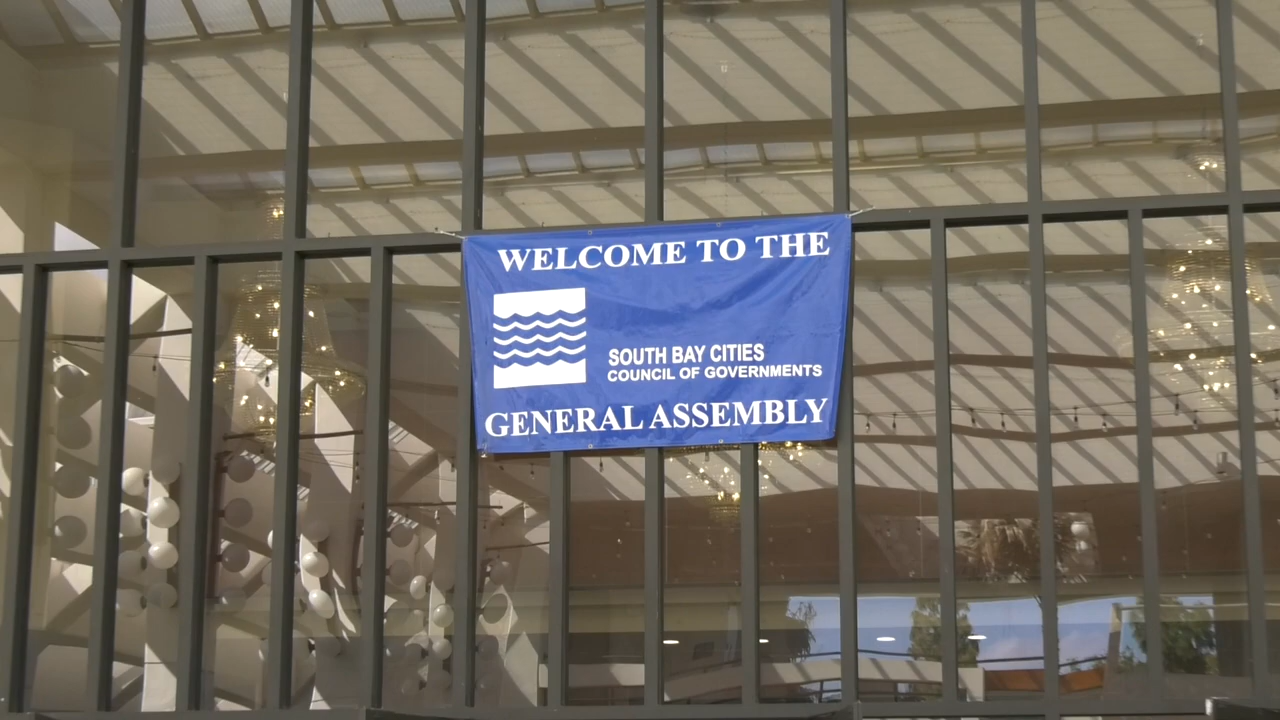 WELCOME TO THE
SOUTH BAY CITIES
COUNCIL OF GOVERNMENTS
GENERAL ASSEMBLY